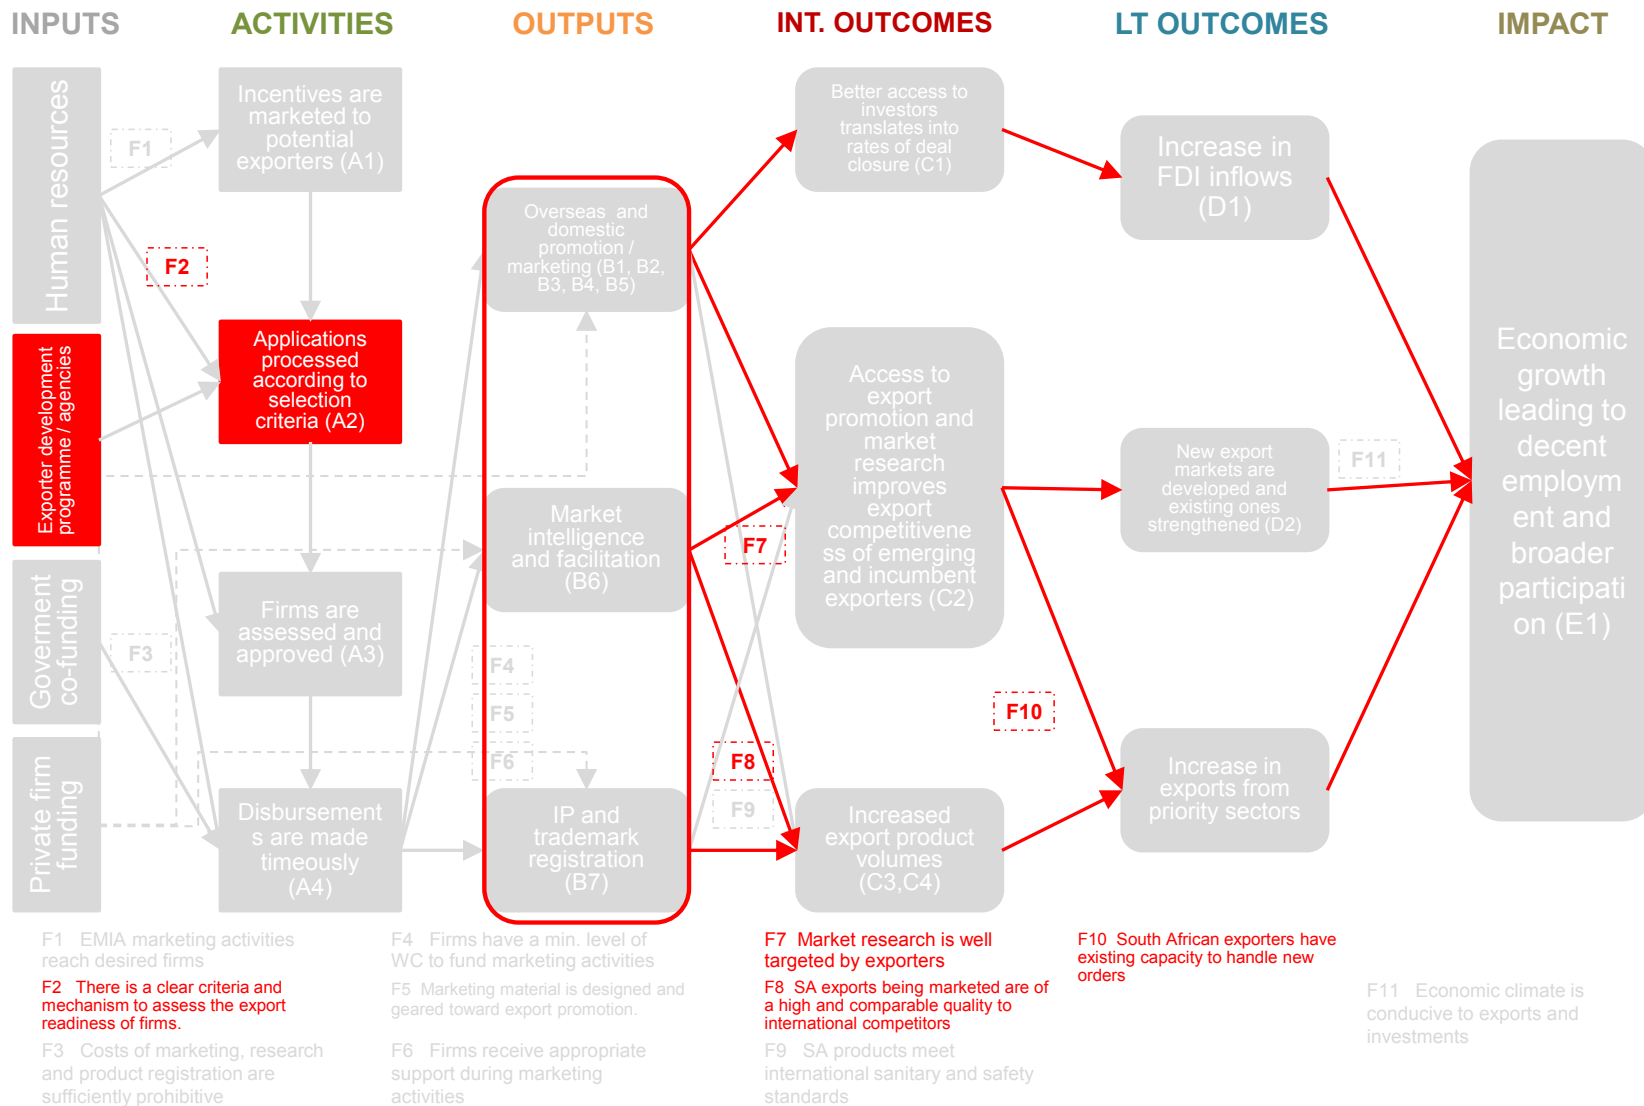 INPUTS
ACTIVITIES
OUTPUTS
INT. OUTCOMES
LT OUTCOMES
IMPACT
Human resources
Exporter development
programme / agencies
Goverment
co-funding
Private firm
funding
F1
F2
F3
Incentives are
marketed to
potential
exporters (A1)
Applications
processed
according to
selection
criteria (A2)
Firms are
assessed and
approved (A3)
Disbursement
s are made
timeously
(A4)
Overseas and
domestic
promotion /
marketing (B1, B2,
B3, B4, B5)
Market
intelligence
and facilitation
(B6)
F4
F5
F6
IP and
trademark
registration
(B7)
F7
F8
F9
Better access to
investors
translates into
rates of deal
closure (C1)
Access to
export
promotion and
market
research
improves
export
competitivene
ss of emerging
and incumbent
exporters (C2)
Increased
export product
volumes
(C3,C4)
F10
Increase in
FDI inflows
(D1)
New export
markets are
developed and
existing ones
strengthened (D2)
Increase in
exports from
priority sectors
F11
Economic
growth
leading to
decent
employm
ent and
broader
participati
on (E1)
F1 EMIA marketing activities
reach desired firms
F2 There is a clear criteria and
mechanism to assess the export
readiness of firms.
F3 Costs of marketing, research
and product registration are
sufficiently prohibitive
F4 Firms have a min. level of
WC to fund marketing activities
F5 Marketing material is designed and
geared toward export promotion.
F6 Firms receive appropriate
support during marketing
activities
F7 Market research is well
targeted by exporters
F8 SA exports being marketed are of
a high and comparable quality to
international competitors
F9 SA products meet
international sanitary and safety
standards
F10 South African exporters have
existing capacity to handle new
orders
F11 Economic climate is
conducive to exports and
investments